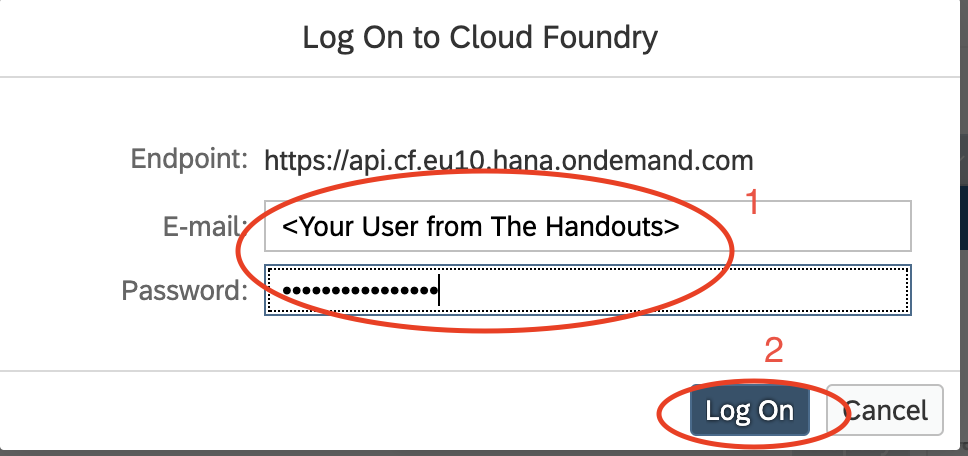 Log On to Cloud Foundry
Endpoint: https://api.cf.eu10.hana.ondemand.com
1
E-mail: <Your User from The Handouts>
Password: ••••••••••••••••
2
Log On Cancel